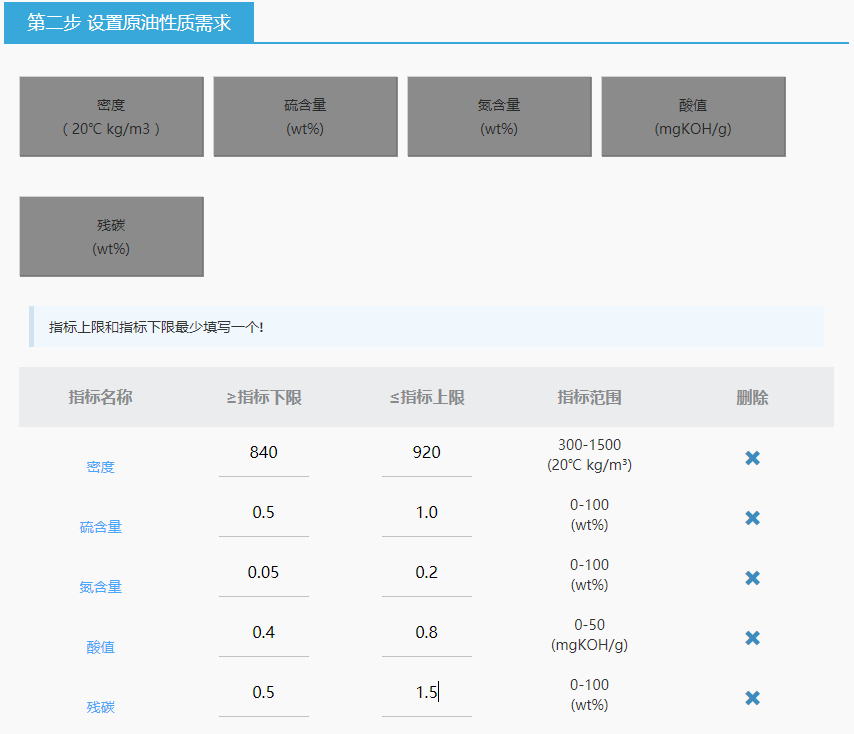 第二步 设置原油性质需求
密度
( 20℃ kg/m3 )
硫含量
(wt%)
氮含量
(wt%)
酸值
(mgKOH/g)
残碳
(wt%)
指标上限和指标下限最少填写一个!
指标名称 ≥指标下限 ≤指标上限 指标范围 删除
密度 840 920 300-1500
(20℃ kg/m³)
硫含量 0.5 1.0 0-100
(wt%)
氮含量 0.05 0.2 0-100
(wt%)
酸值 0.4 0.8 0-50
(mgKOH/g)
残碳 0.5 1.5 0-100
(wt%)